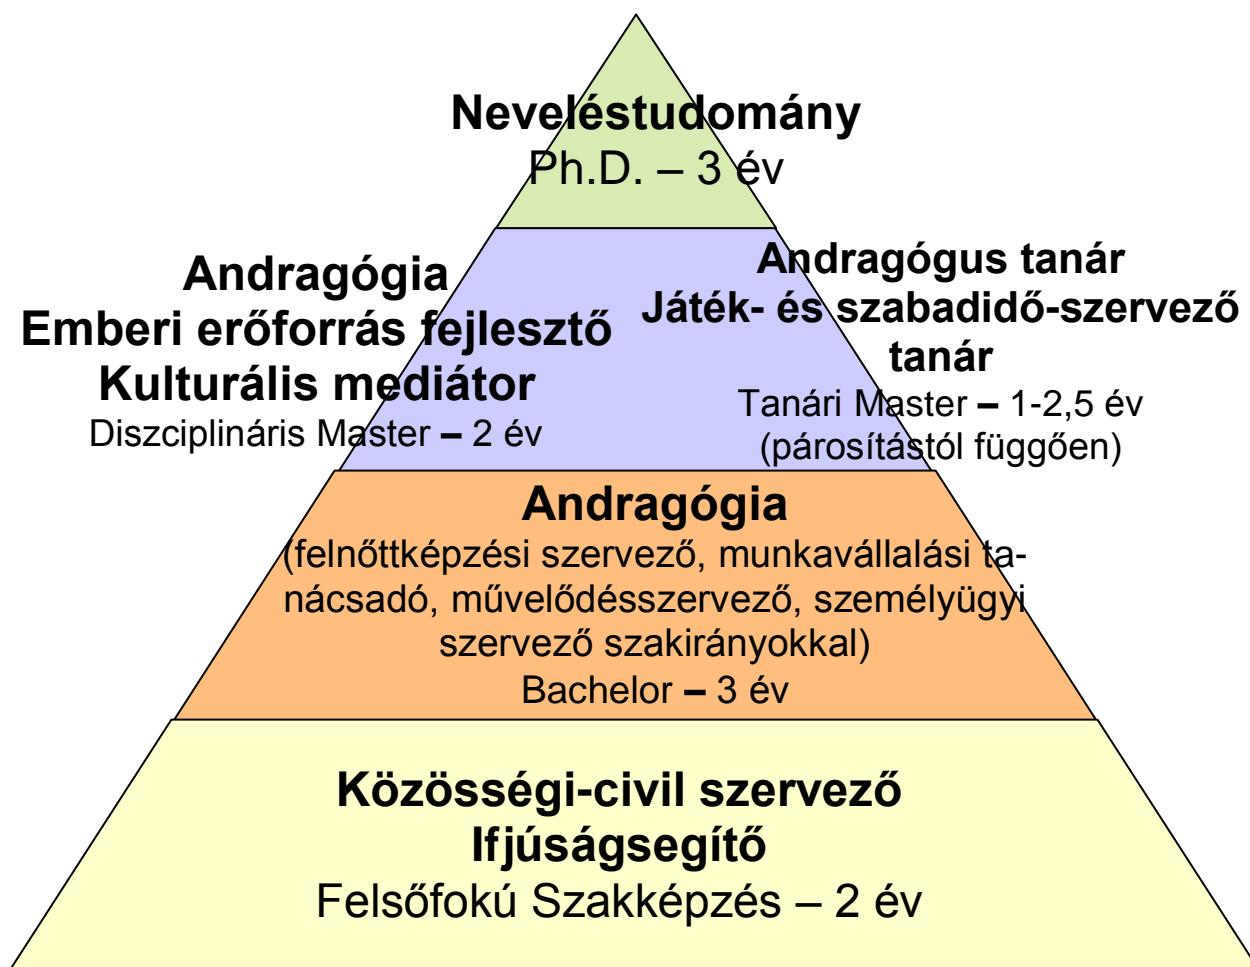 Neveléstudomány
Ph.D. – 3 év
Andragógia
Emberi erőforrás fejlesztő
Kulturális mediátor
Diszciplináris Master – 2 év
Andragógus tanár
Játék- és szabadidő-szervező
tanár
Tanári Master – 1-2,5 év
(párosítástól függően)
Andragógia
(felnőttképzési szervező, munkavállalási ta-
nácsadó, művelődésszervező, személyügyi
szervező szakirányokkal)
Bachelor – 3 év
Közösségi-civil szervező
Ifjúságsegítő
Felsőfokú Szakképzés – 2 év